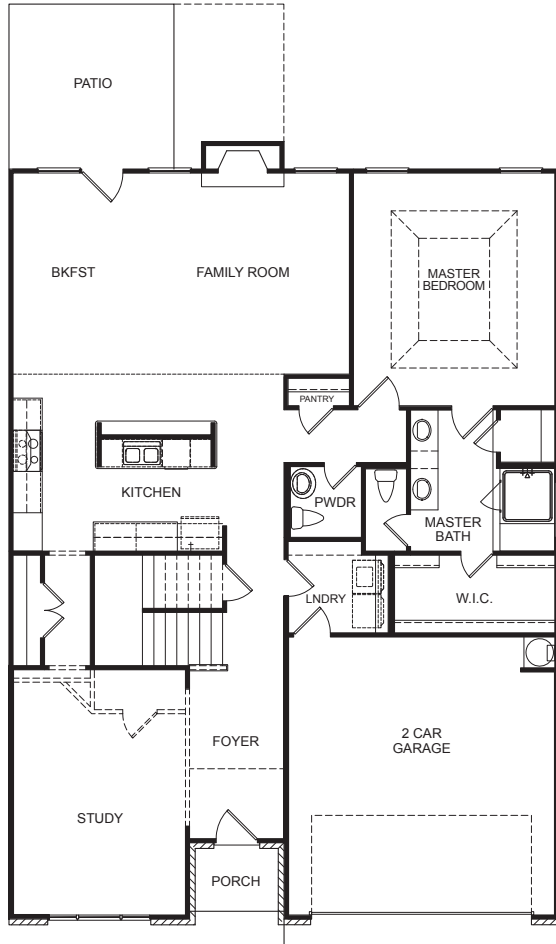 PATIO
BKFST
FAMILY ROOM
MASTER
BEDROOM
PANTRY
KITCHEN
PWDR
MASTER
BATH
LNDRY
W.I.C.
FOYER
2 CAR
GARAGE
STUDY
PORCH